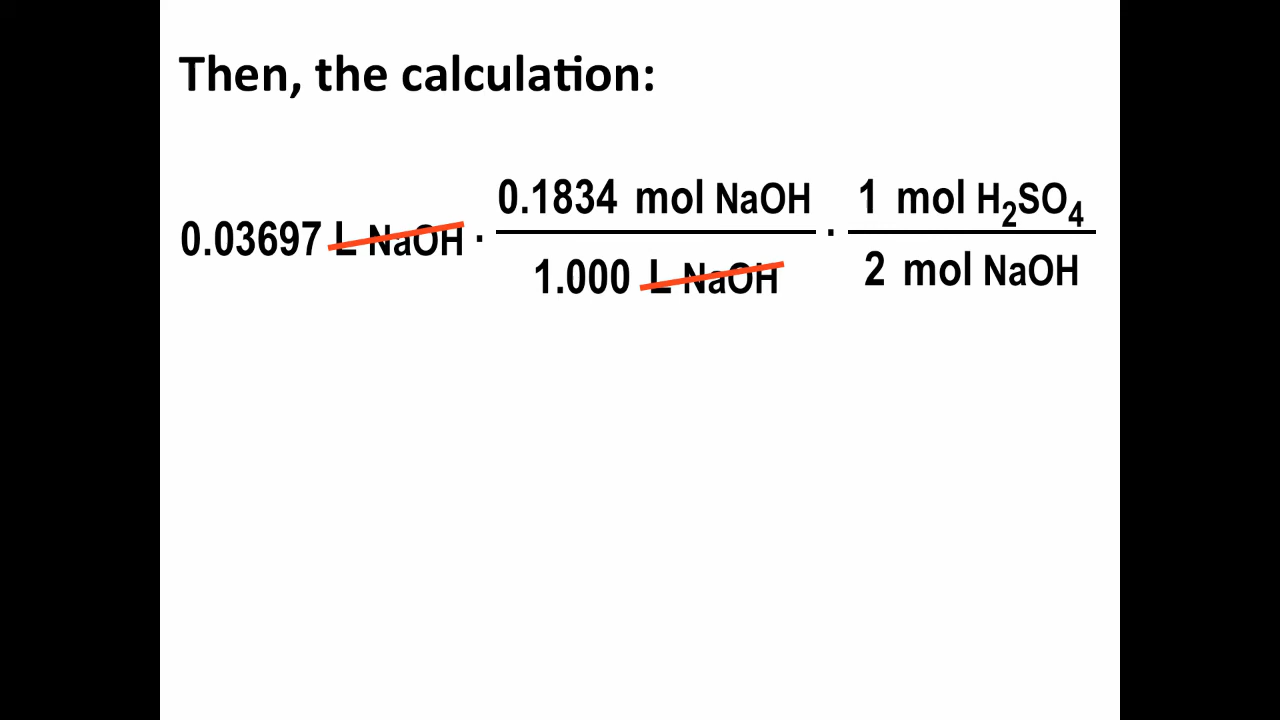 Then, the calculation:
0.03697 L NaOH · 0.1834 mol NaOH / 1.000 L NaOH · 1 mol H₂SO₄ / 2 mol NaOH